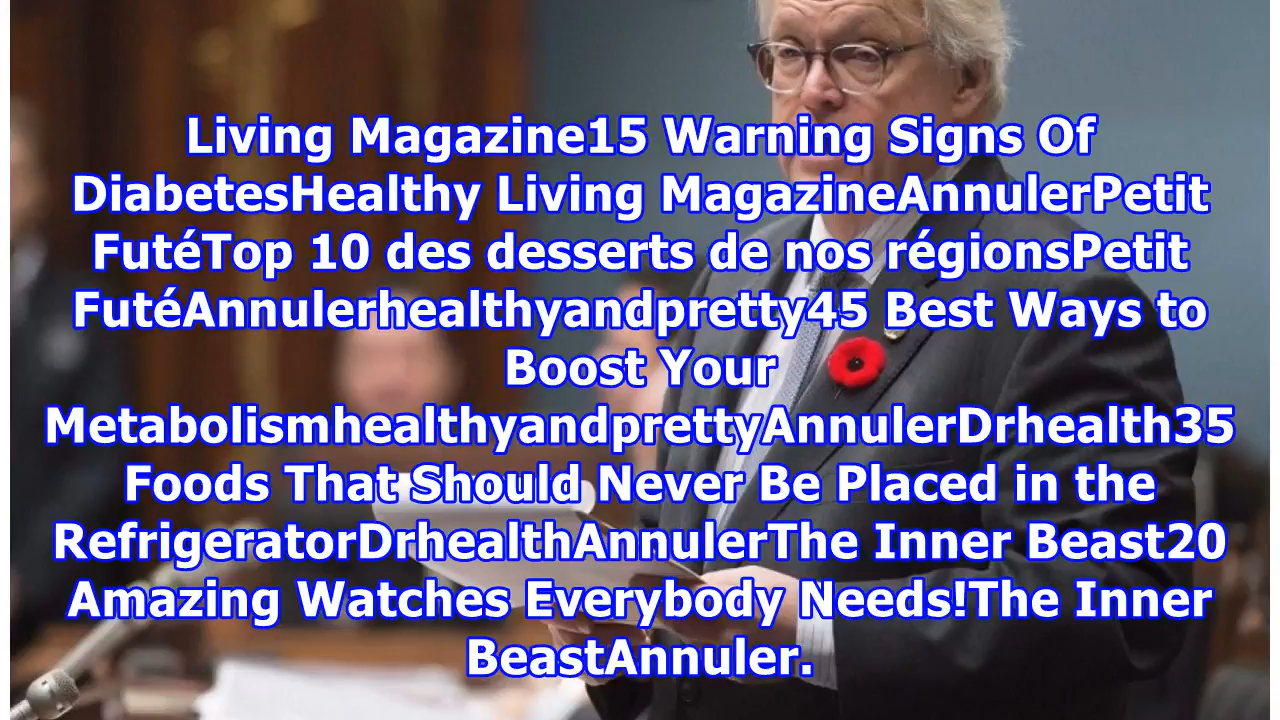 Living Magazine15 Warning Signs Of
DiabetesHealthy Living MagazineAnnulerPetit
FutéTop 10 des desserts de nos régionsPetit
FutéAnnulerhealthyandpretty45 Best Ways to
Boost Your
MetabolismhealthyandprettyAnnulerDrhealth35
Foods That Should Never Be Placed in the
RefrigeratorDrhealthAnnulerThe Inner Beast20
Amazing Watches Everybody Needs!The Inner
BeastAnnuler.